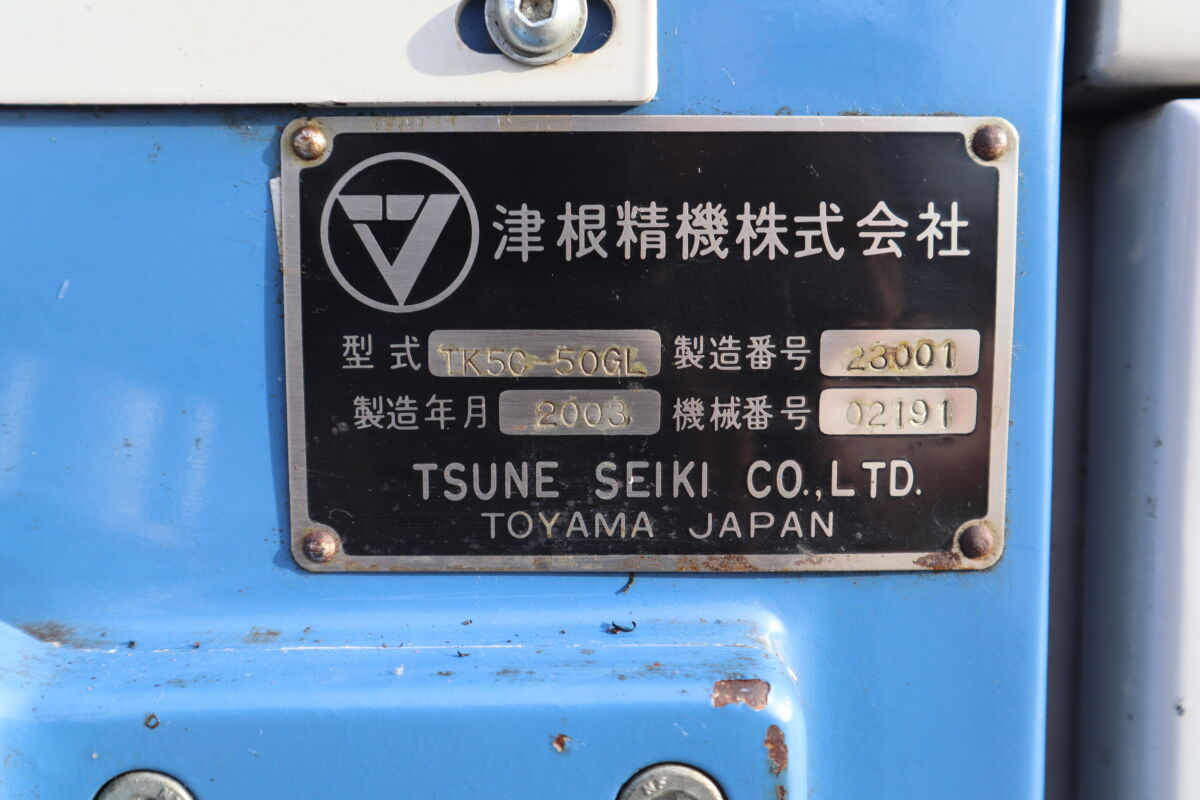 津根精機株式会社
型式 TK5C-50GL 製造番号 23001
製造年月 2003 機械番号 02191
TSUNE SEIKI CO.,LTD.
TOYAMA JAPAN